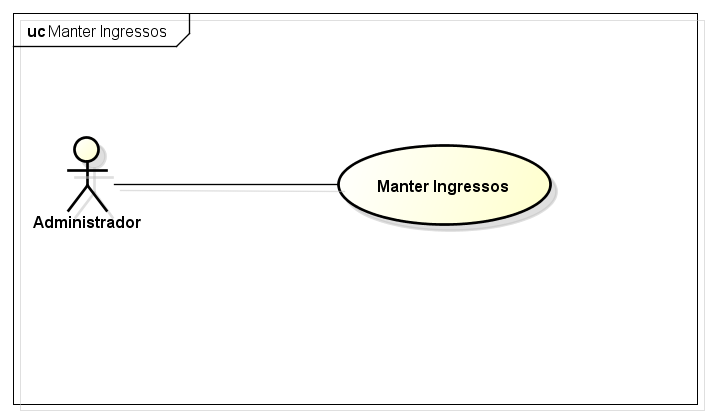 uc Manter Ingressos
Manter Ingressos
Administrador